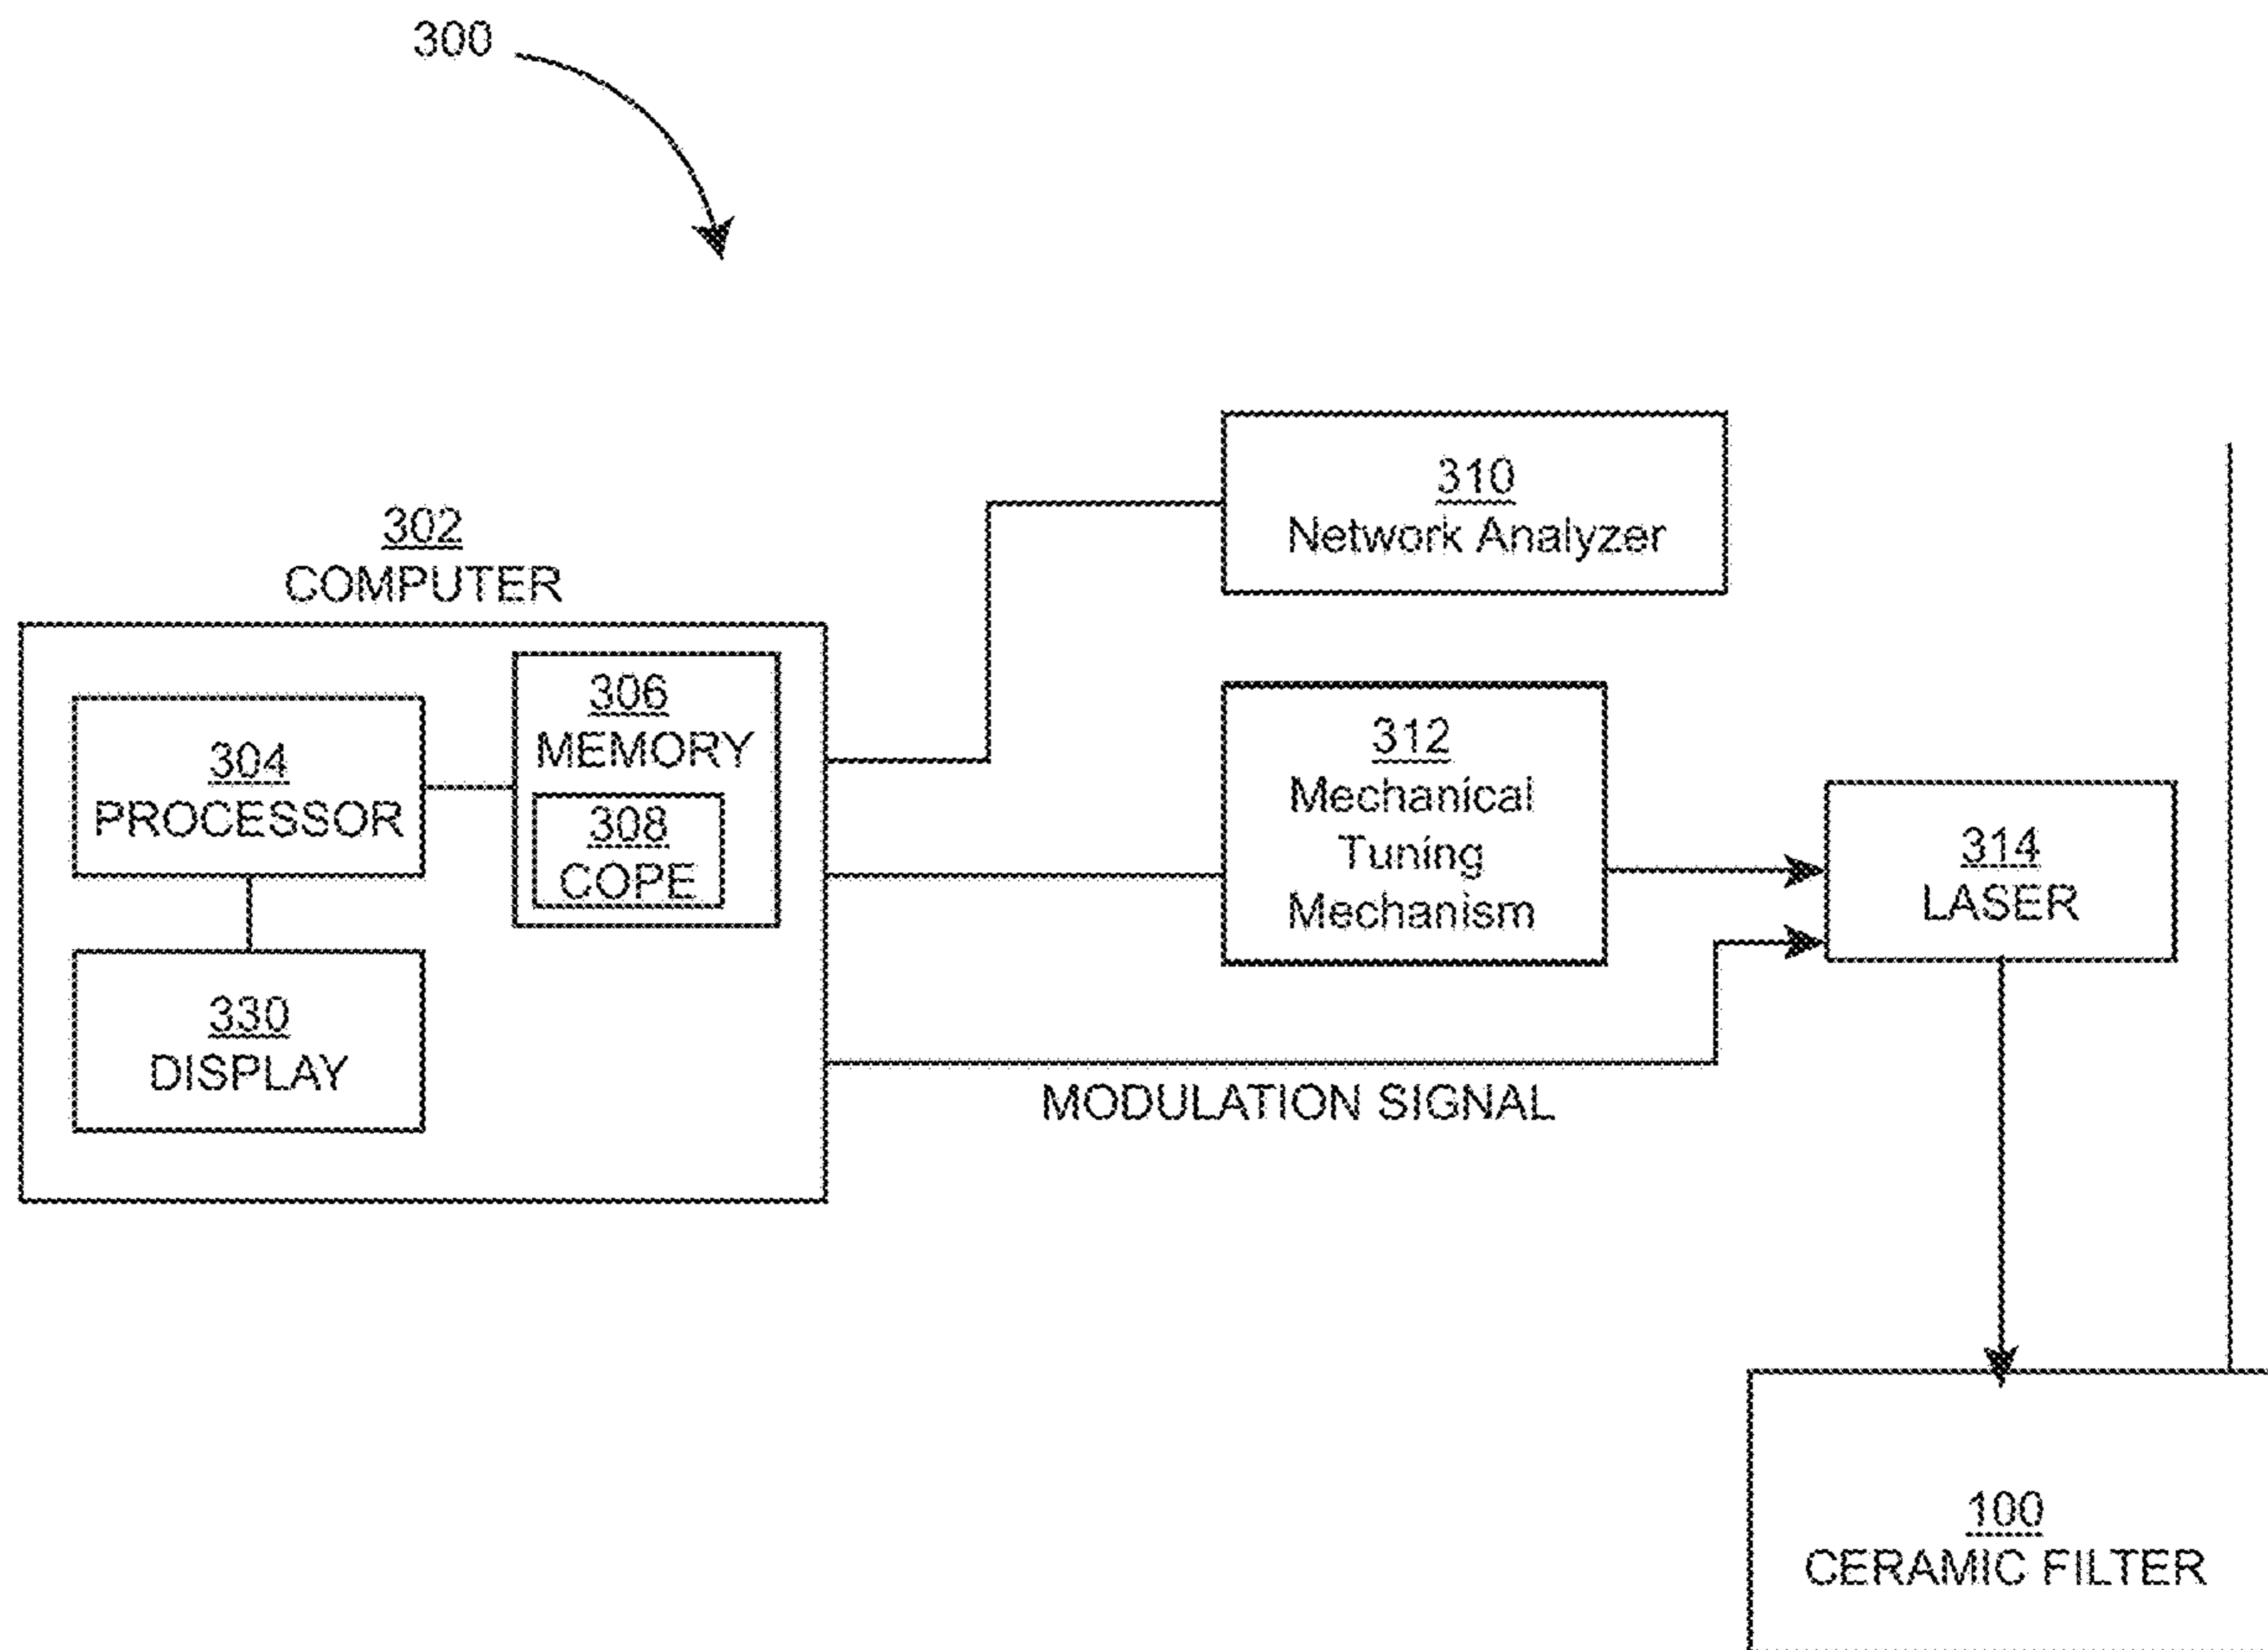 300
302
COMPUTER
304
PROCESSOR
306
MEMORY
308
COPE
330
DISPLAY
310
Network Analyzer
312
Mechanical
Tuning
Mechanism
314
LASER
MODULATION SIGNAL
100
CERAMIC FILTER